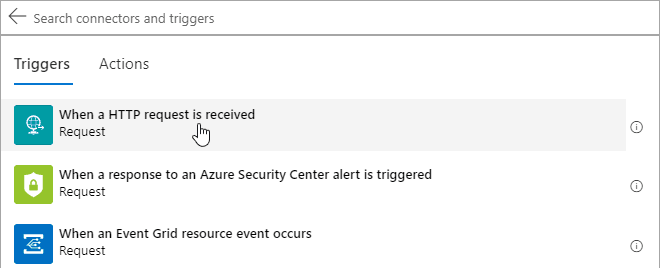 Search connectors and triggers
Triggers Actions
When a HTTP request is received
Request
When a response to an Azure Security Center alert is triggered
Request
When an Event Grid resource event occurs
Request